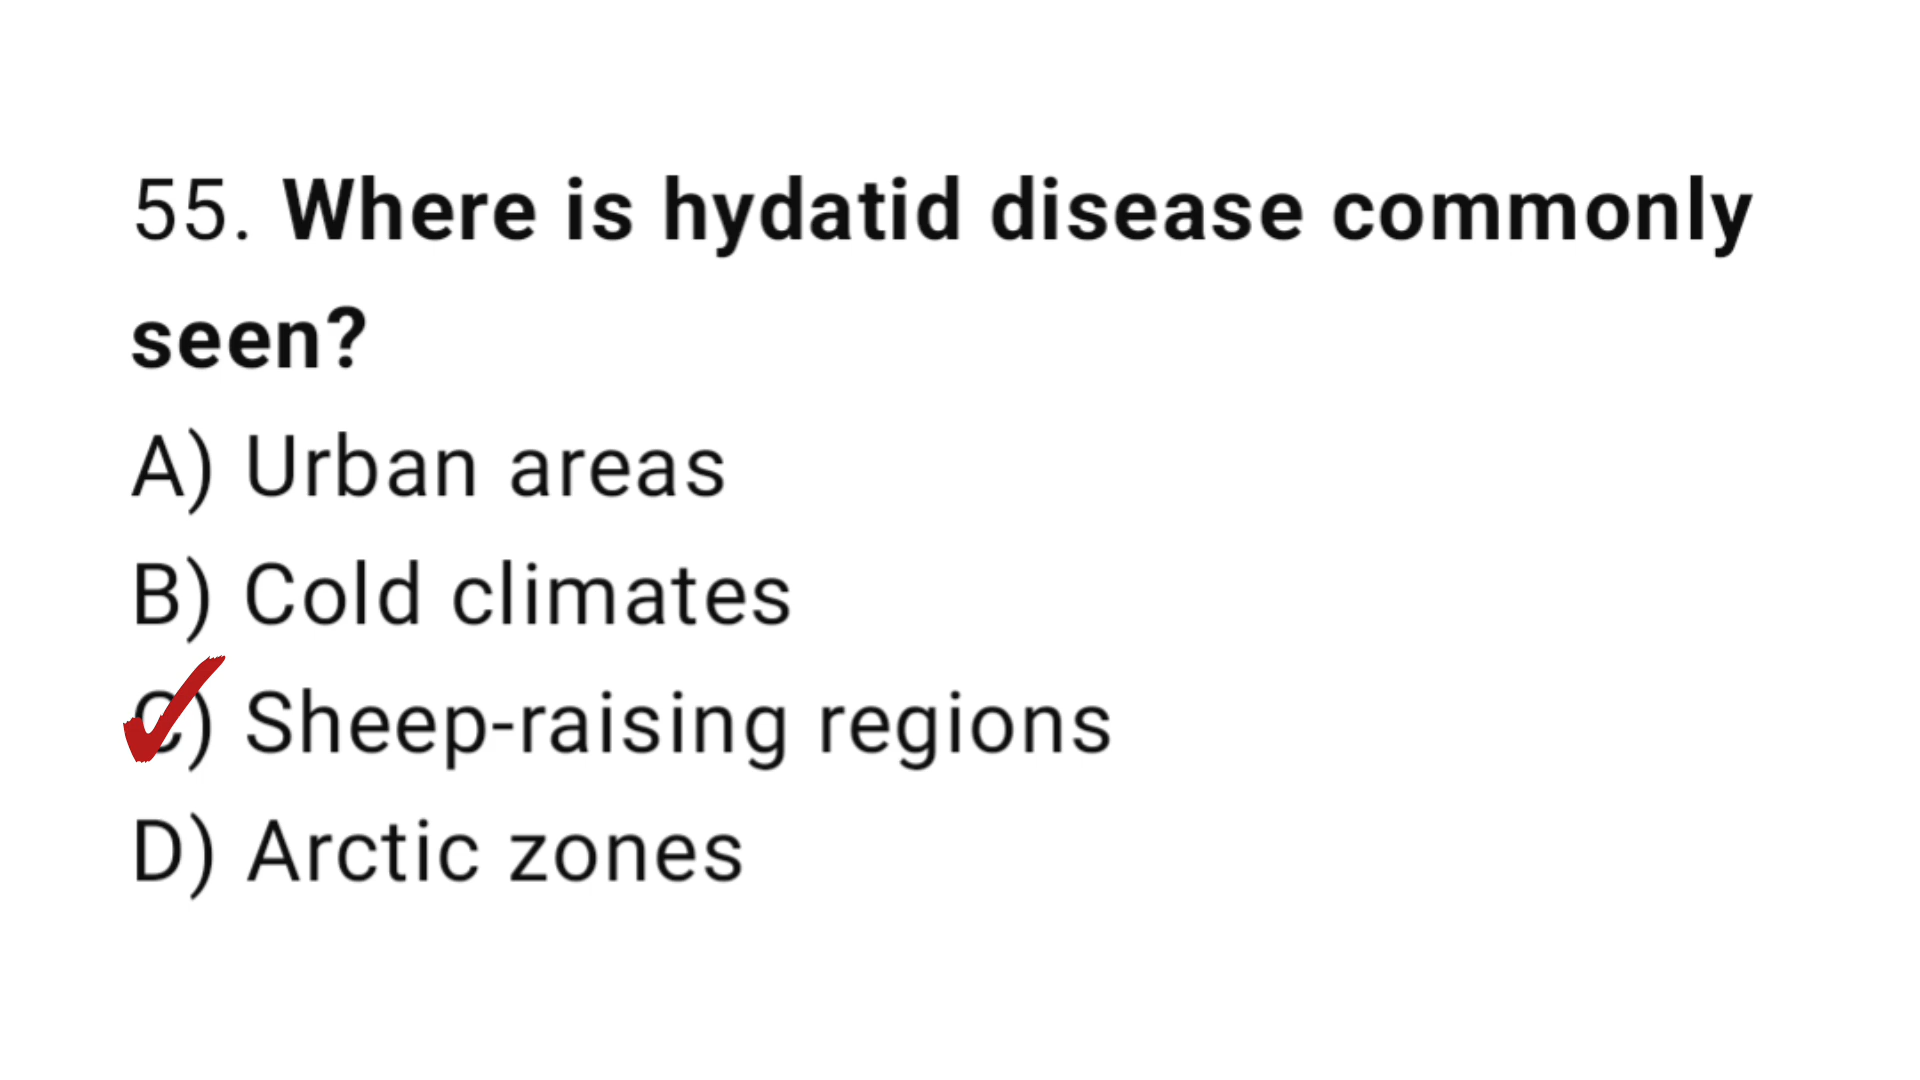 55. Where is hydatid disease commonly
seen?
A) Urban areas
B) Cold climates
C) Sheep-raising regions
D) Arctic zones